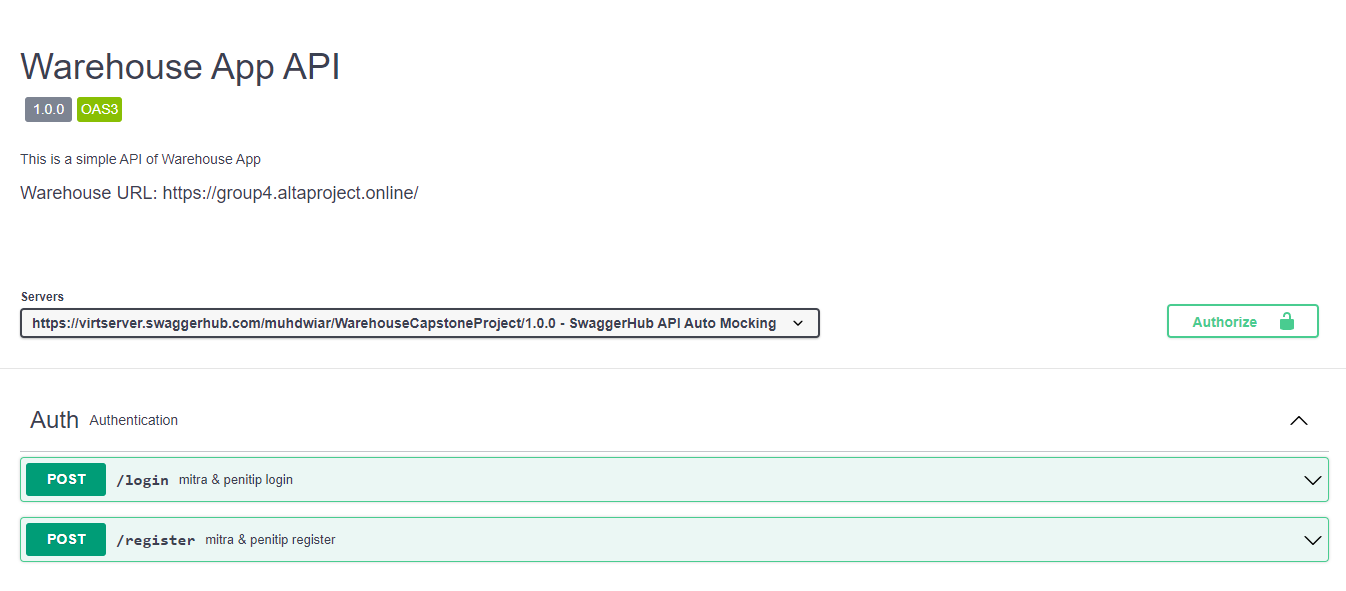 Warehouse App API
1.0.0 OAS3
This is a simple API of Warehouse App
Warehouse URL: https://group4.altaproject.online/
Servers
https://virtserver.swaggerhub.com/muhdwiar/WarehouseCapstoneProject/1.0.0 - SwaggerHub API Auto Mocking
Authorize
Auth Authentication
POST /login mitra & penitip login
POST /register mitra & penitip register